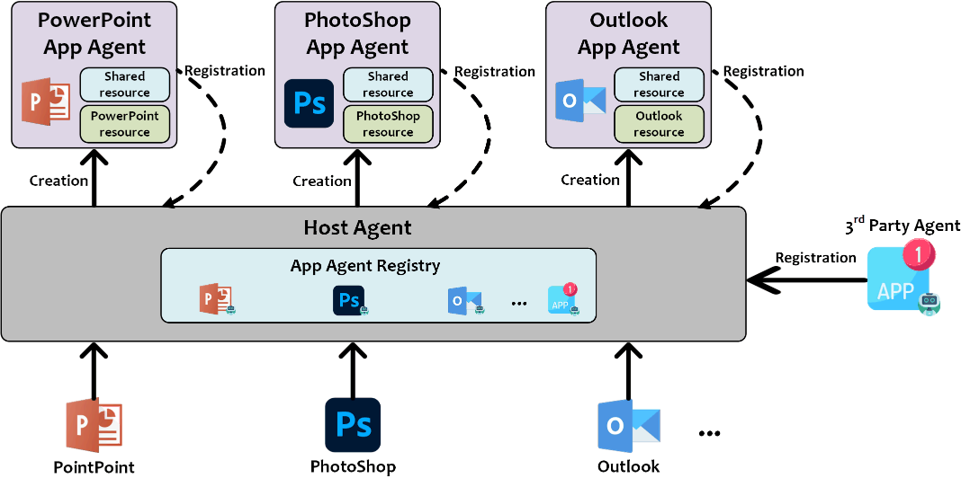 PowerPoint
App Agent
P
Shared
resource
PowerPoint
resource
Registration
PhotoShop
App Agent
Ps
Shared
resource
PhotoShop
resource
Registration
Outlook
App Agent
O
Shared
resource
Outlook
resource
Registration
Creation
Creation
Creation
Host Agent
App Agent Registry
P
Ps
O
...
APP
1
3rd Party Agent
Registration
APP
1
P
Ps
O
...
PointPoint
PhotoShop
Outlook